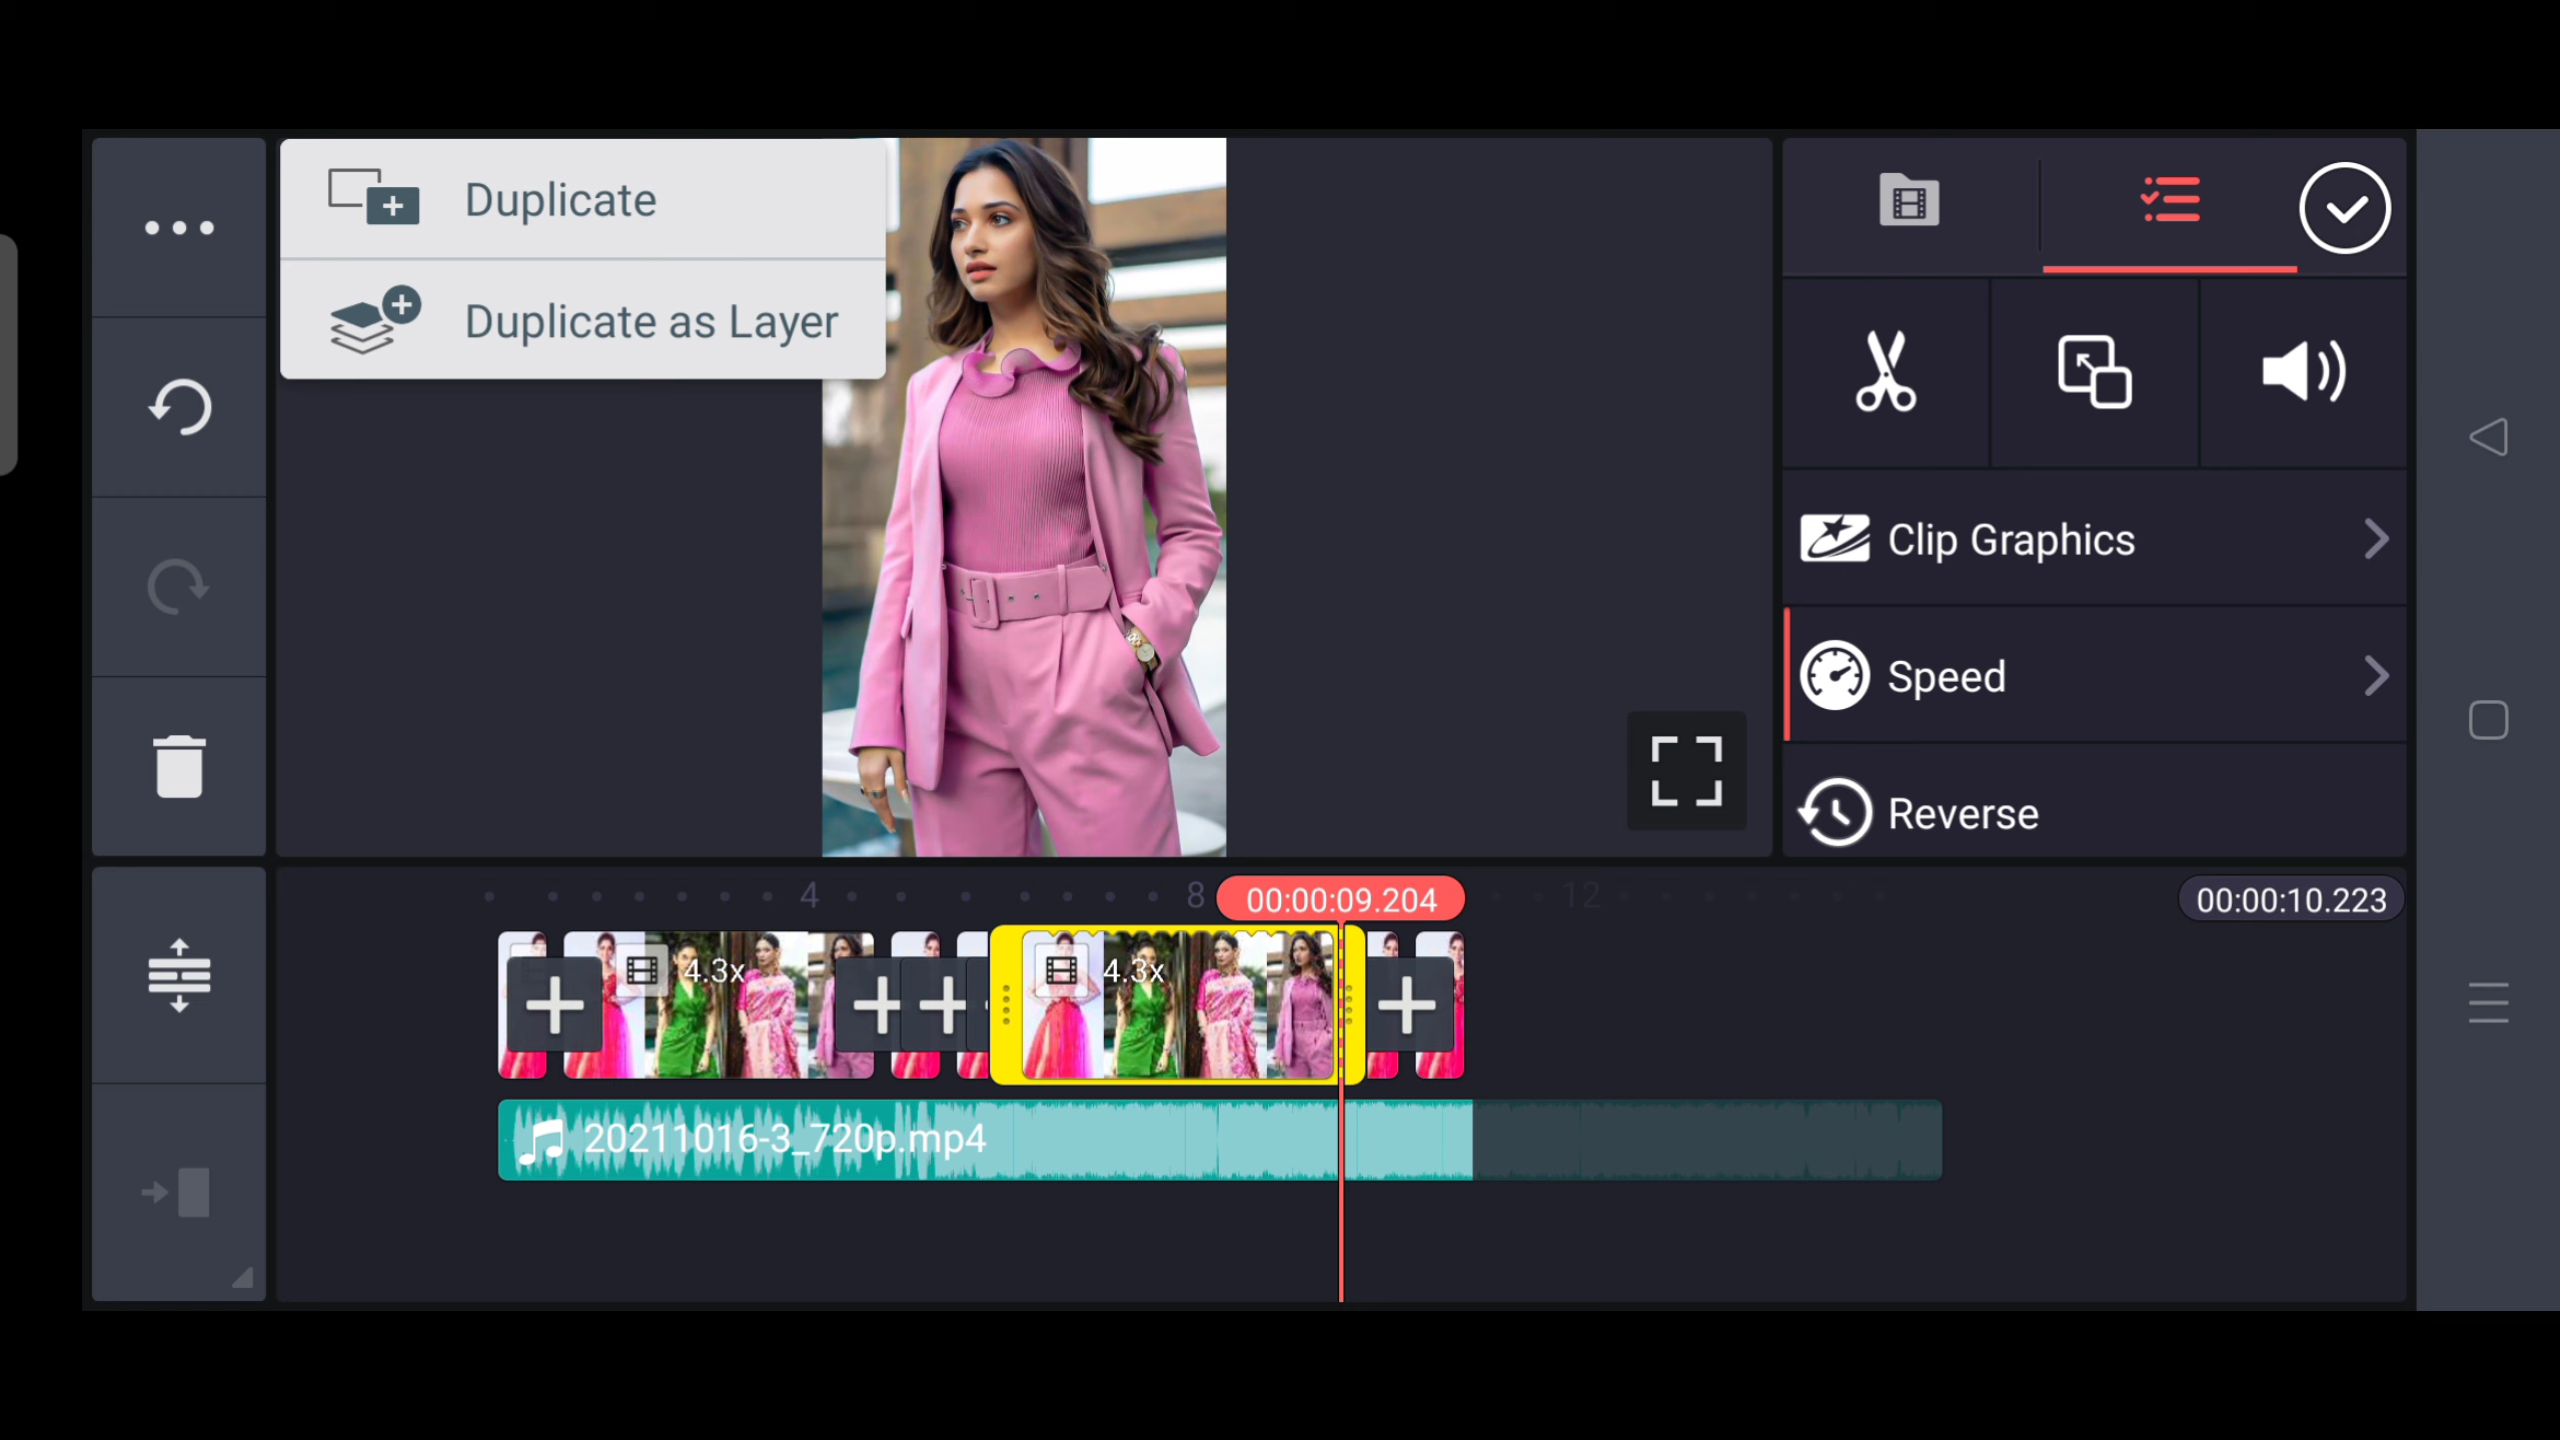 Duplicate
Duplicate as Layer
Clip Graphics
Speed
Reverse
4
8
00:00:09.204
12
00:00:10.223
4.3x
4.3x
20211016-3_720p.mp4